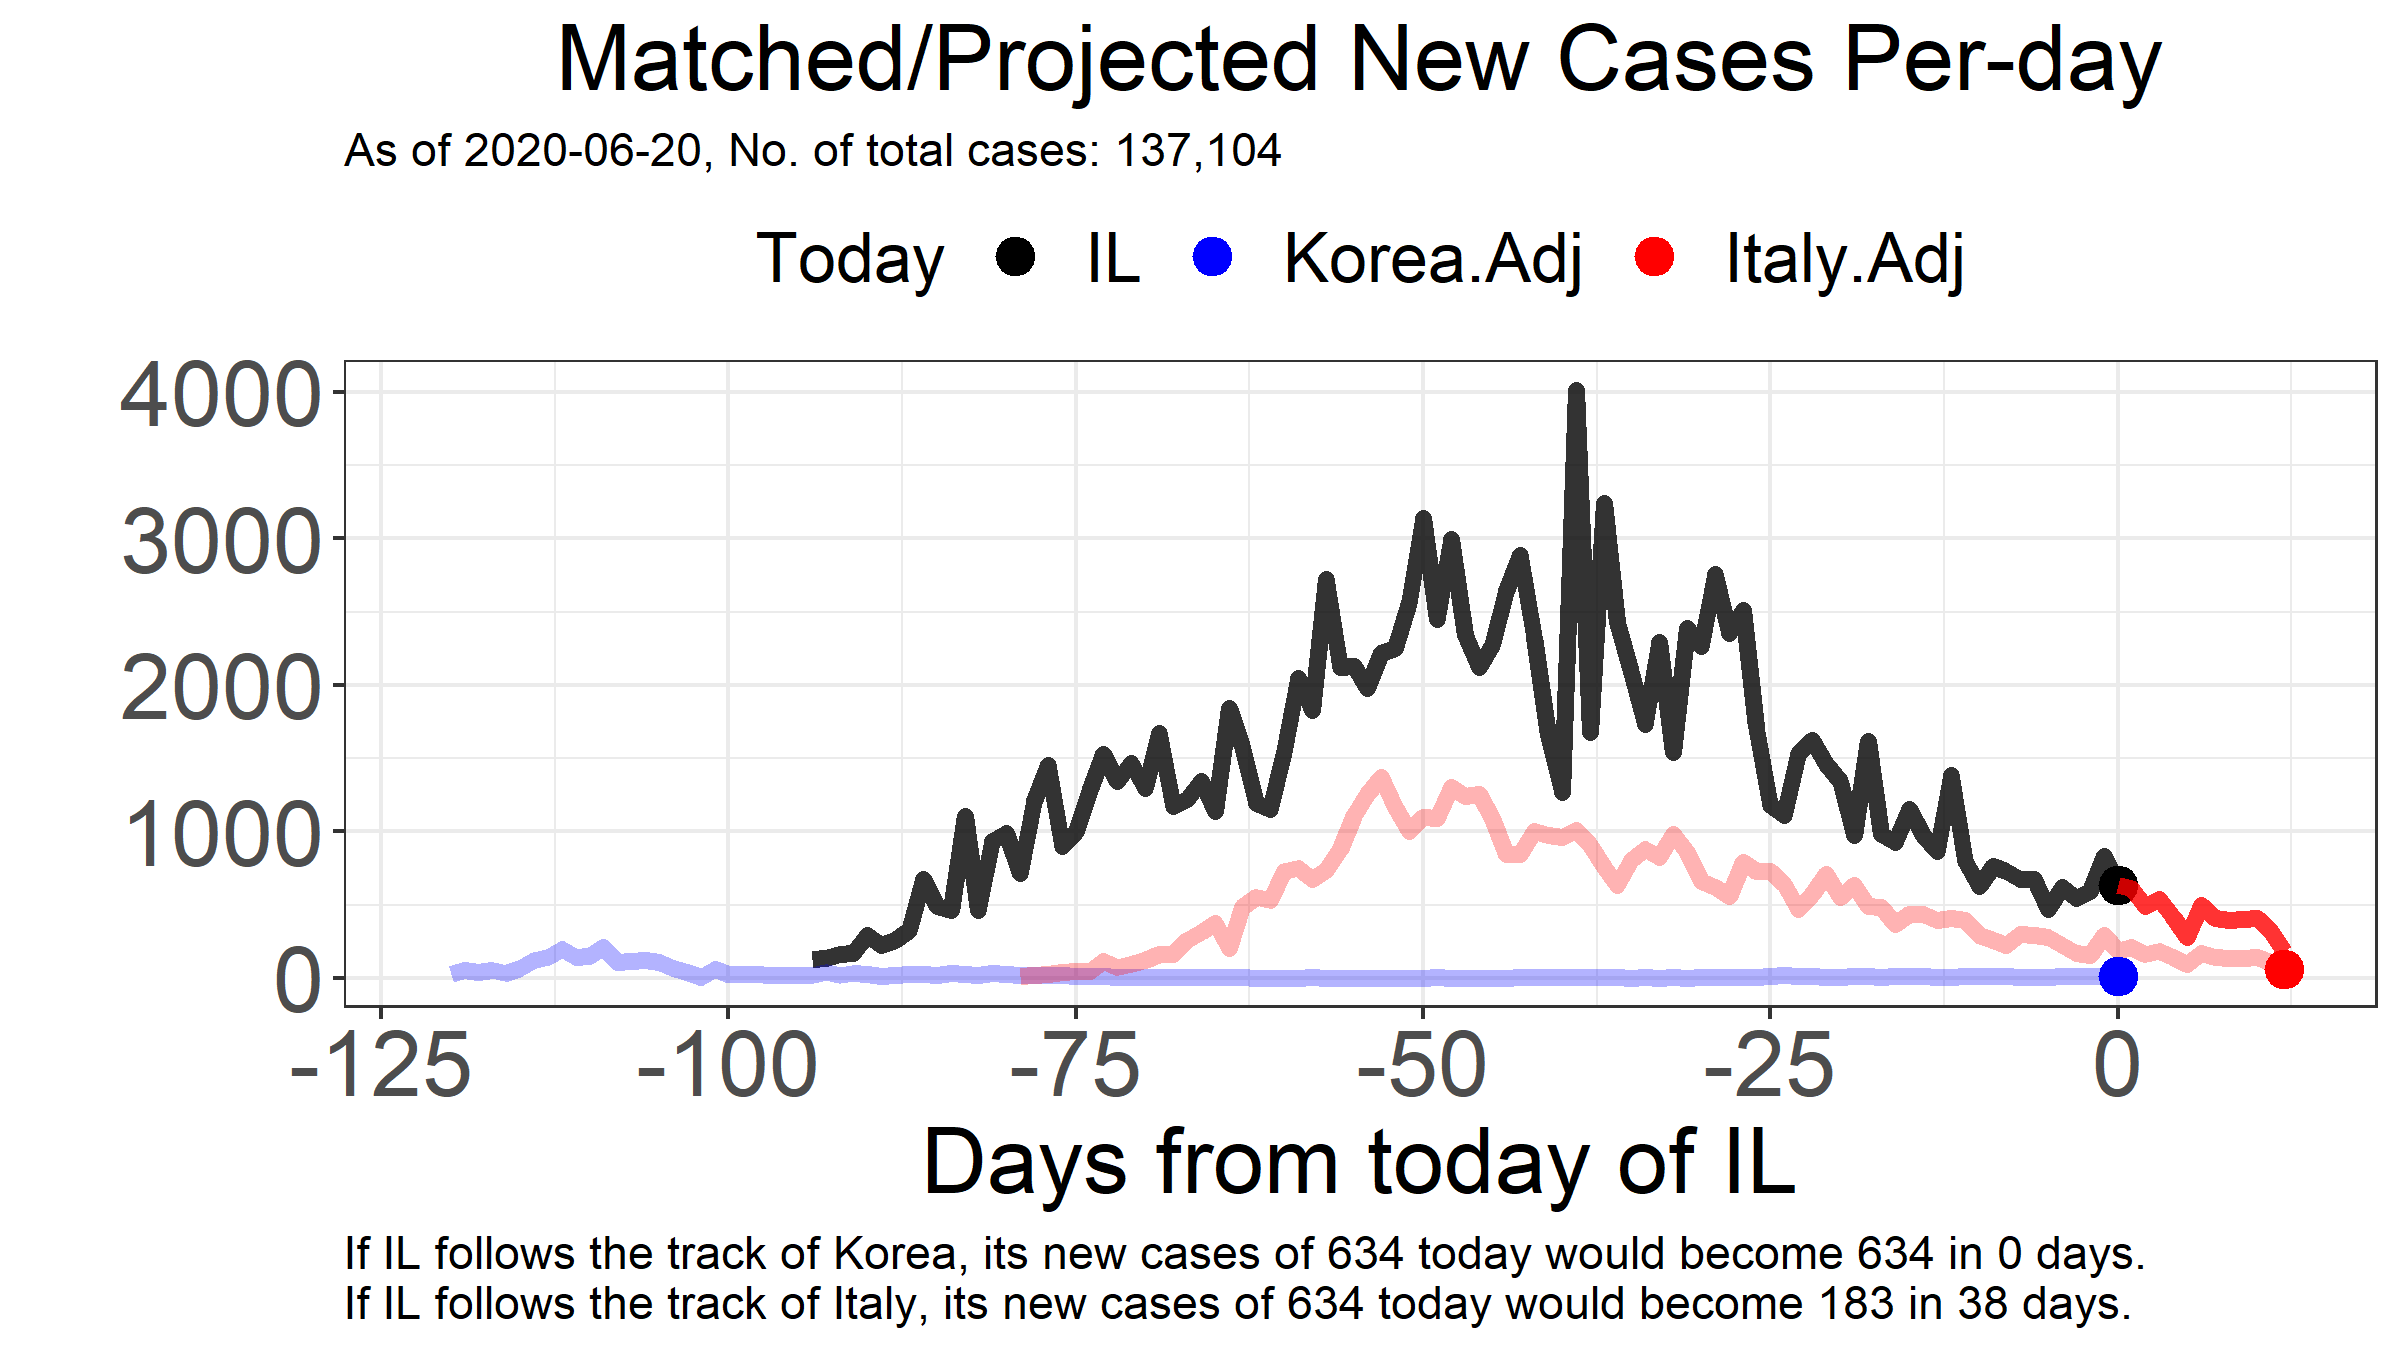 Matched/Projected New Cases Per-day
As of 2020-06-20, No. of total cases: 137,104
Today IL Korea.Adj Italy.Adj
4000
3000
2000
1000
0
-125 -100 -75 -50 -25 0
Days from today of IL
If IL follows the track of Korea, its new cases of 634 today would become 634 in 0 days.
If IL follows the track of Italy, its new cases of 634 today would become 183 in 38 days.